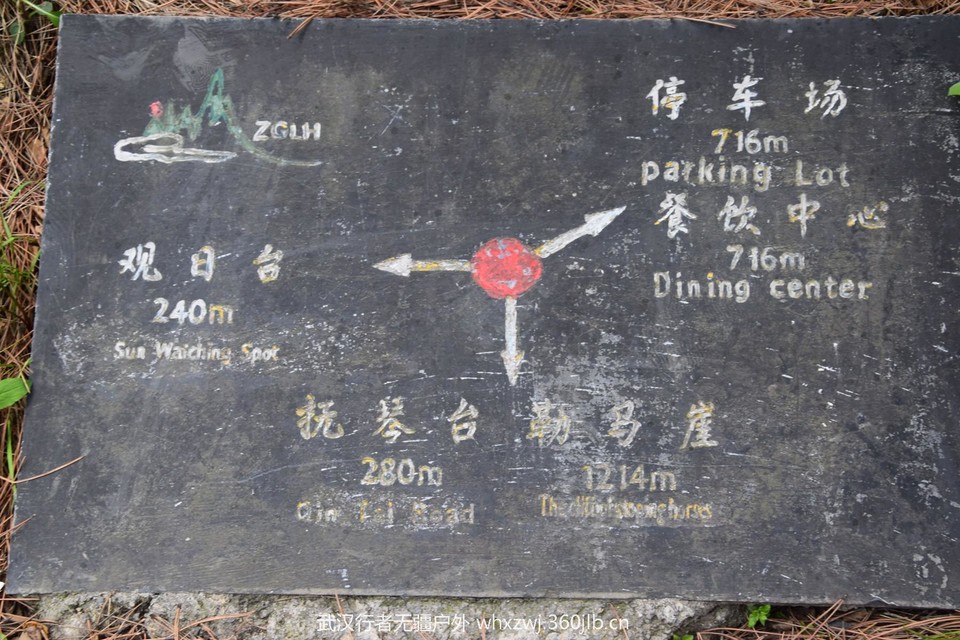 ZGLH
停车场
716m
parking Lot
餐饮中心
716m
Dining center
观日台
240m
Sun Watching Spot
抚琴台
280m
Road
勒马崖
1214m
武汉行者无疆户外 whxzwj.360jlb.cn